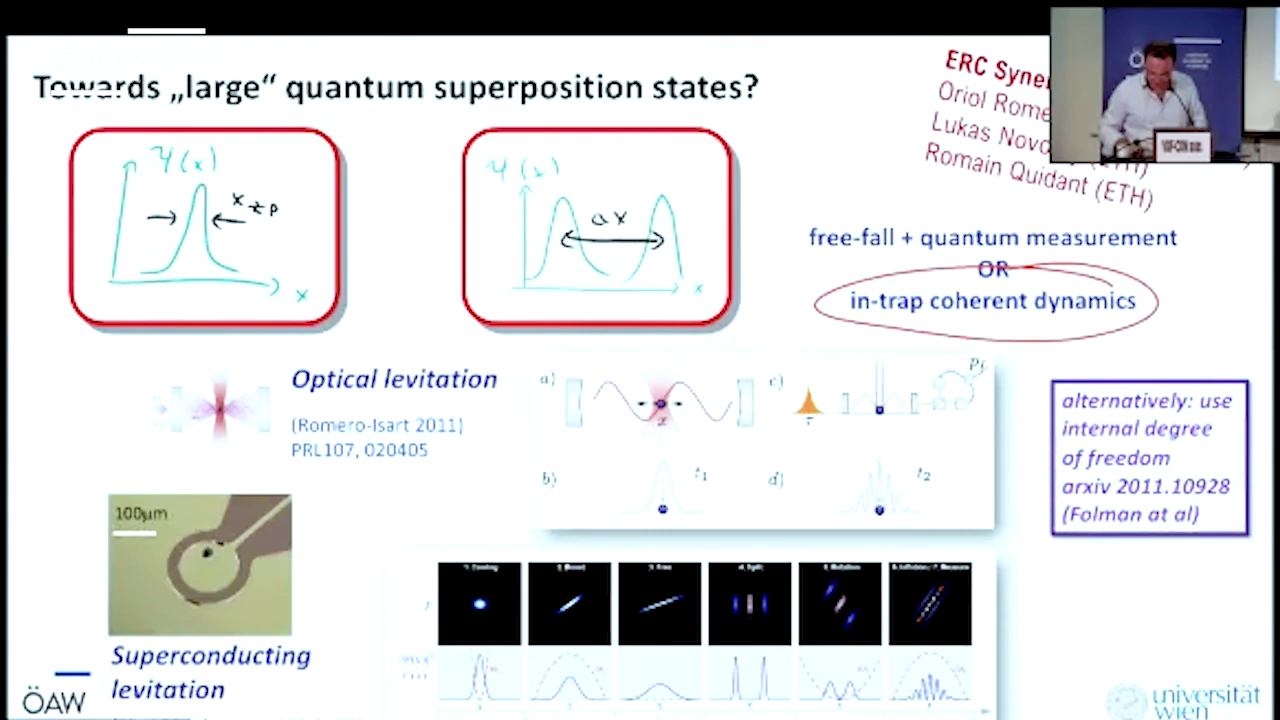 Towards „large“ quantum superposition states?
ERC Syner
Oriol Rome
Lukas Novo
Romain Quidant (ETH)
Ψ(x)
x
x
Ψ(x)
Δx
x
free-fall + quantum measurement
OR
in-trap coherent dynamics
Optical levitation
(Romero-Isart 2011)
PRL107, 020405
a)
c)
x
τ
b)
t1
d)
t2
alternatively: use
internal degree
of freedom
arxiv 2011.10928
(Folman at al)
100µm
Superconducting
levitation
ÖAW
universität
wien